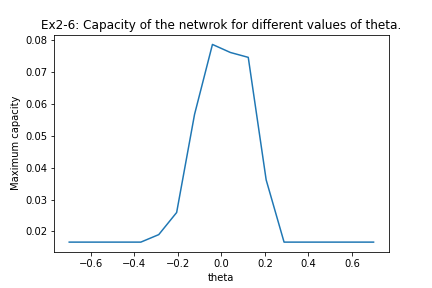 Ex2-6: Capacity of the netwrok for different values of theta.
0.08
0.07
0.06
0.05
0.04
0.03
0.02
Maximum capacity
−0.6 −0.4 −0.2 0.0 0.2 0.4 0.6
theta